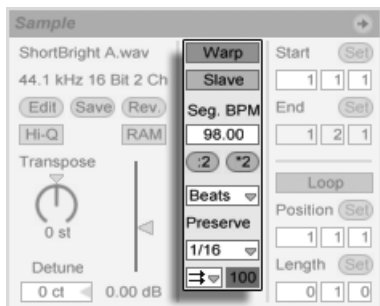 Sample
ShortBright A.wav
44.1 kHz 16 Bit 2 Ch
Edit Save Rev.
Hi-Q RAM
Transpose
0 st
Detune
0 ct 0.00 dB
Warp
Slave
Seg. BPM
98.00
:2 *2
Beats
Preserve
1/16
100
Start Set
1 1 1
End Set
1 2 1
Loop
Position Set
1 1 1
Length Set
0 1 0